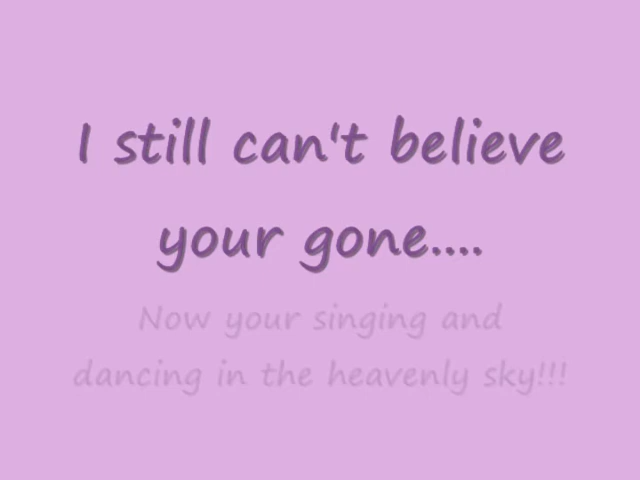 I still can't believe
your gone....
Now your singing and
dancing in the heavenly sky!!!